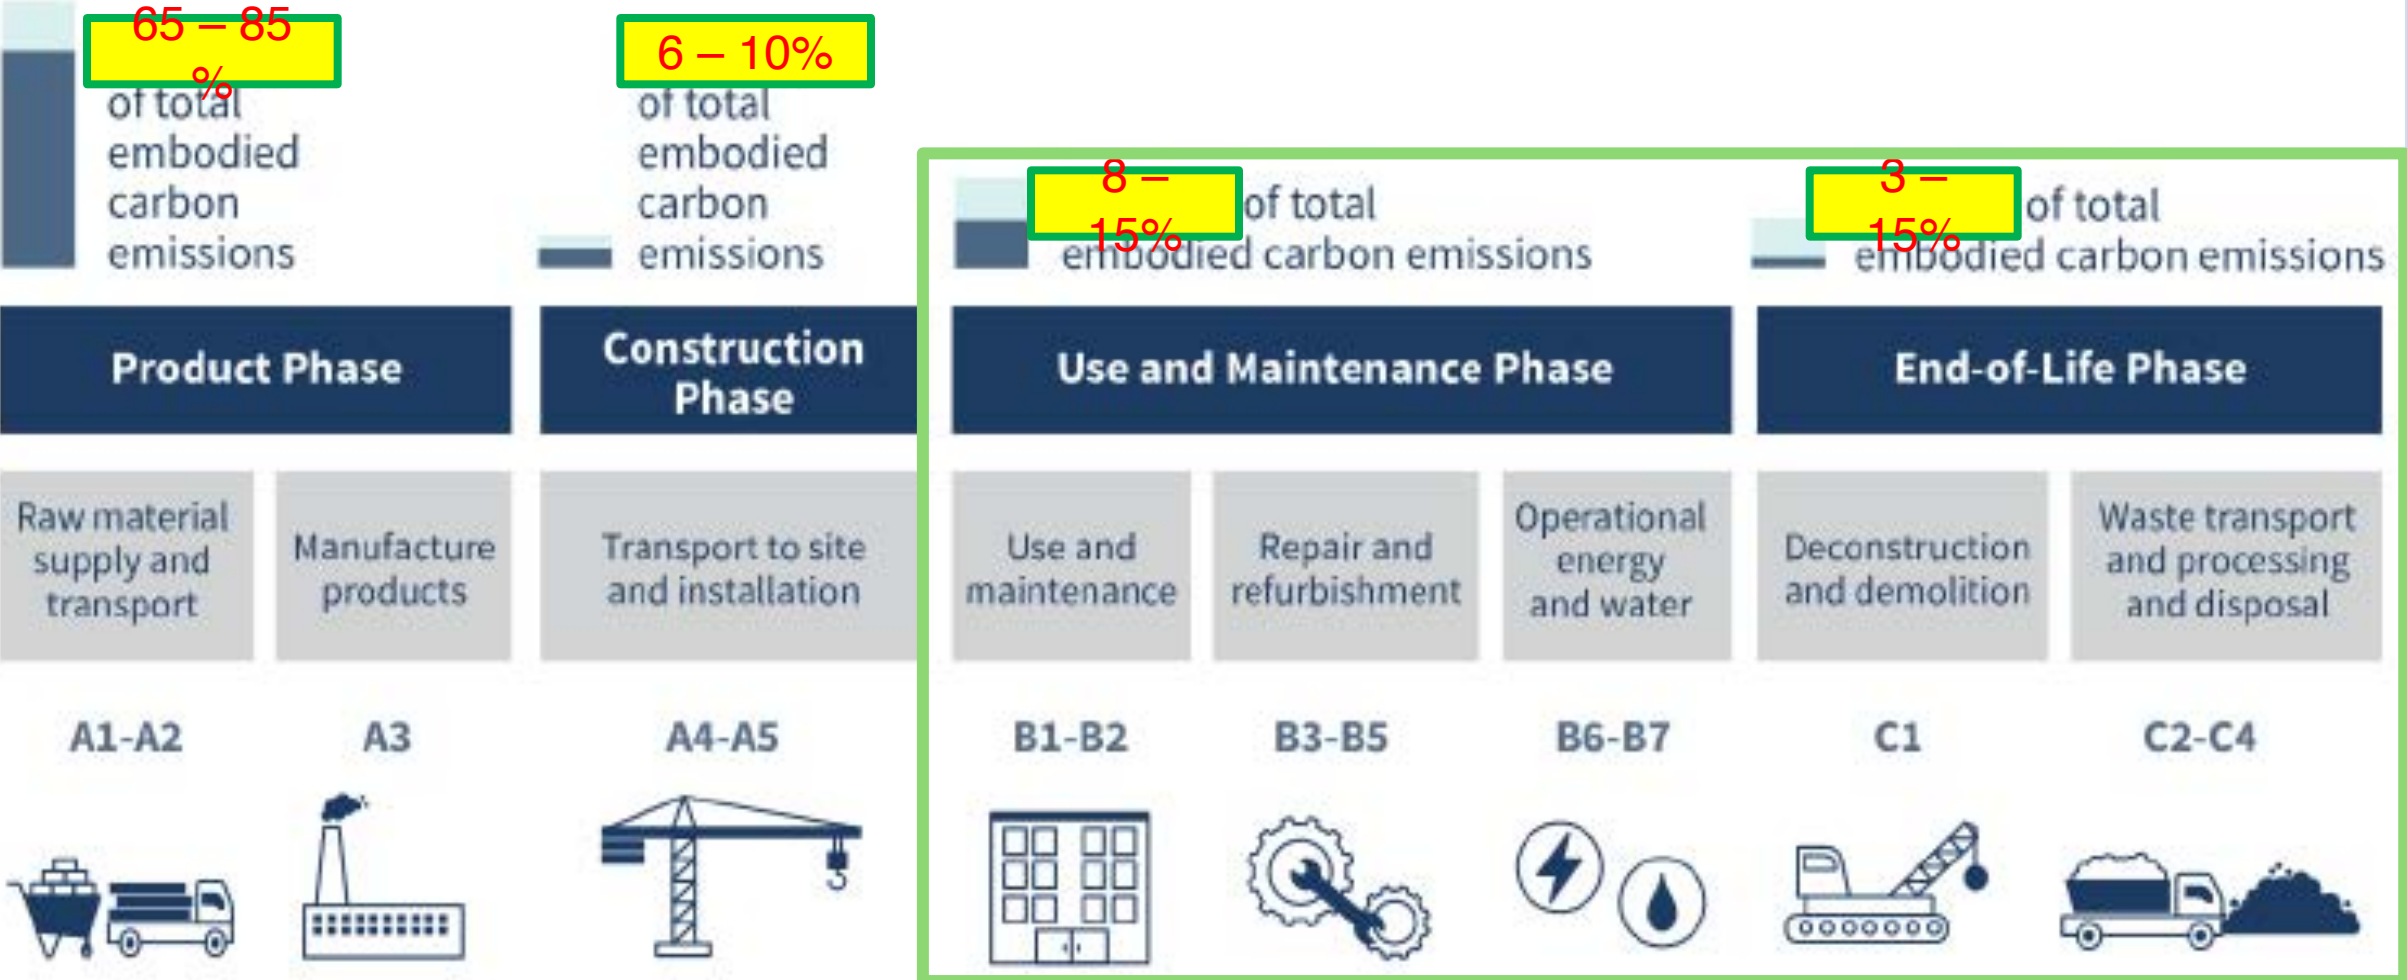 65 – 85
%
of total
embodied
carbon
emissions
6 – 10%
of total
embodied
carbon
emissions
8 –
15%
of total
embodied carbon emissions
3 –
15%
of total
embodied carbon emissions
Product Phase
Construction
Phase
Use and Maintenance Phase
End-of-Life Phase
Raw material
supply and
transport
Manufacture
products
Transport to site
and installation
Use and
maintenance
Repair and
refurbishment
Operational
energy
and water
Deconstruction
and demolition
Waste transport
and processing
and disposal
A1-A2
A3
A4-A5
B1-B2
B3-B5
B6-B7
C1
C2-C4